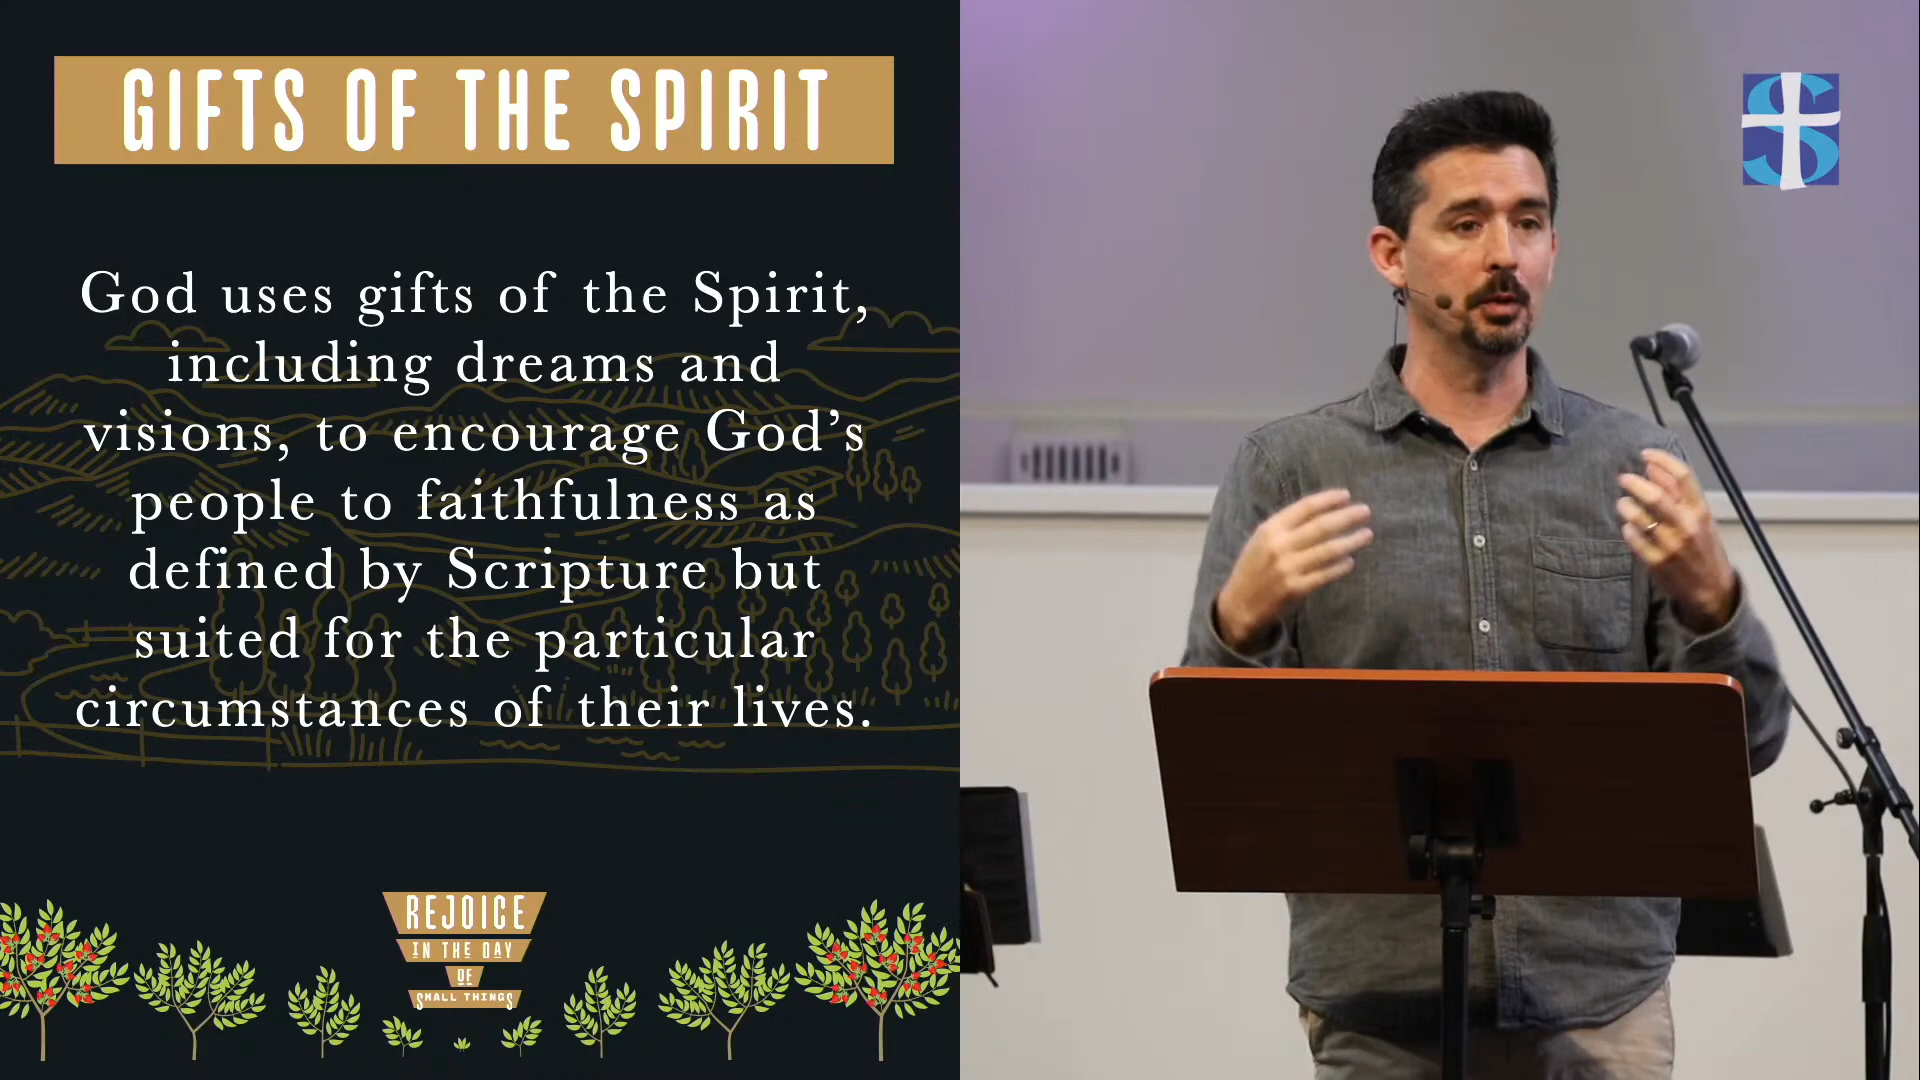 GIFTS OF THE SPIRIT
God uses gifts of the Spirit,
including dreams and
visions, to encourage God’s
people to faithfulness as
defined by Scripture but
suited for the particular
circumstances of their lives.
REJOICE
IN THE DAY
OF
SMALL THINGS
S